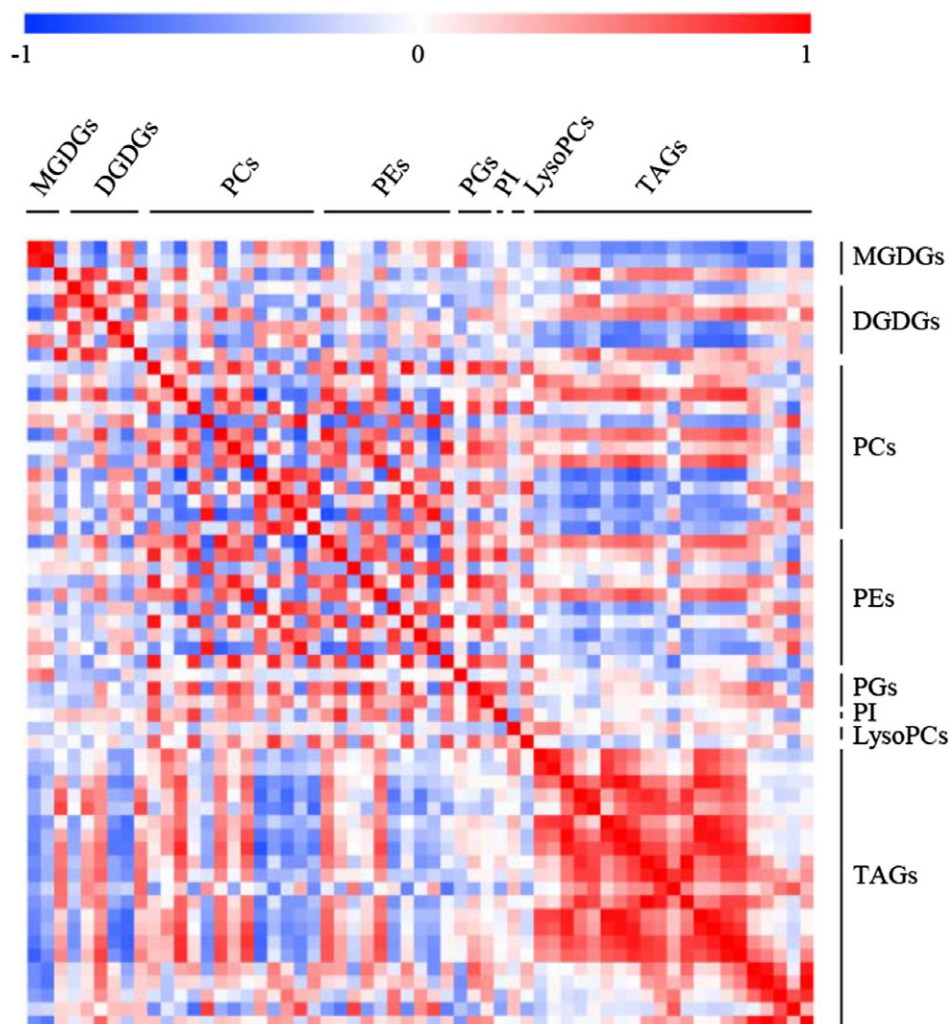 -1 0 1
MGDGs DGDGs PCs PEs PGs PI LysoPCs TAGs
MGDGs
DGDGs
PCs
PEs
PGs
PI
LysoPCs
TAGs